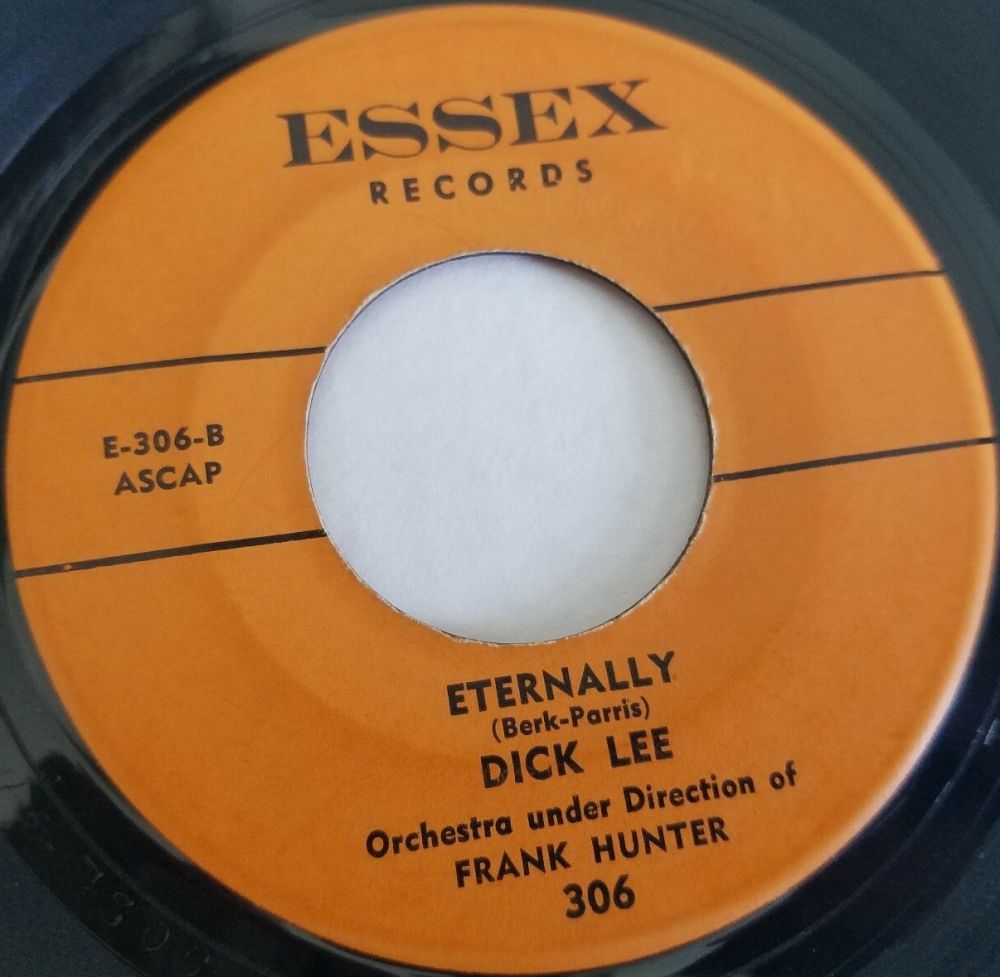 ESSEX
RECORDS
E-306-B
ASCAP
ETERNALLY
(Berk-Parris)
DICK LEE
Orchestra under Direction of
FRANK HUNTER
306